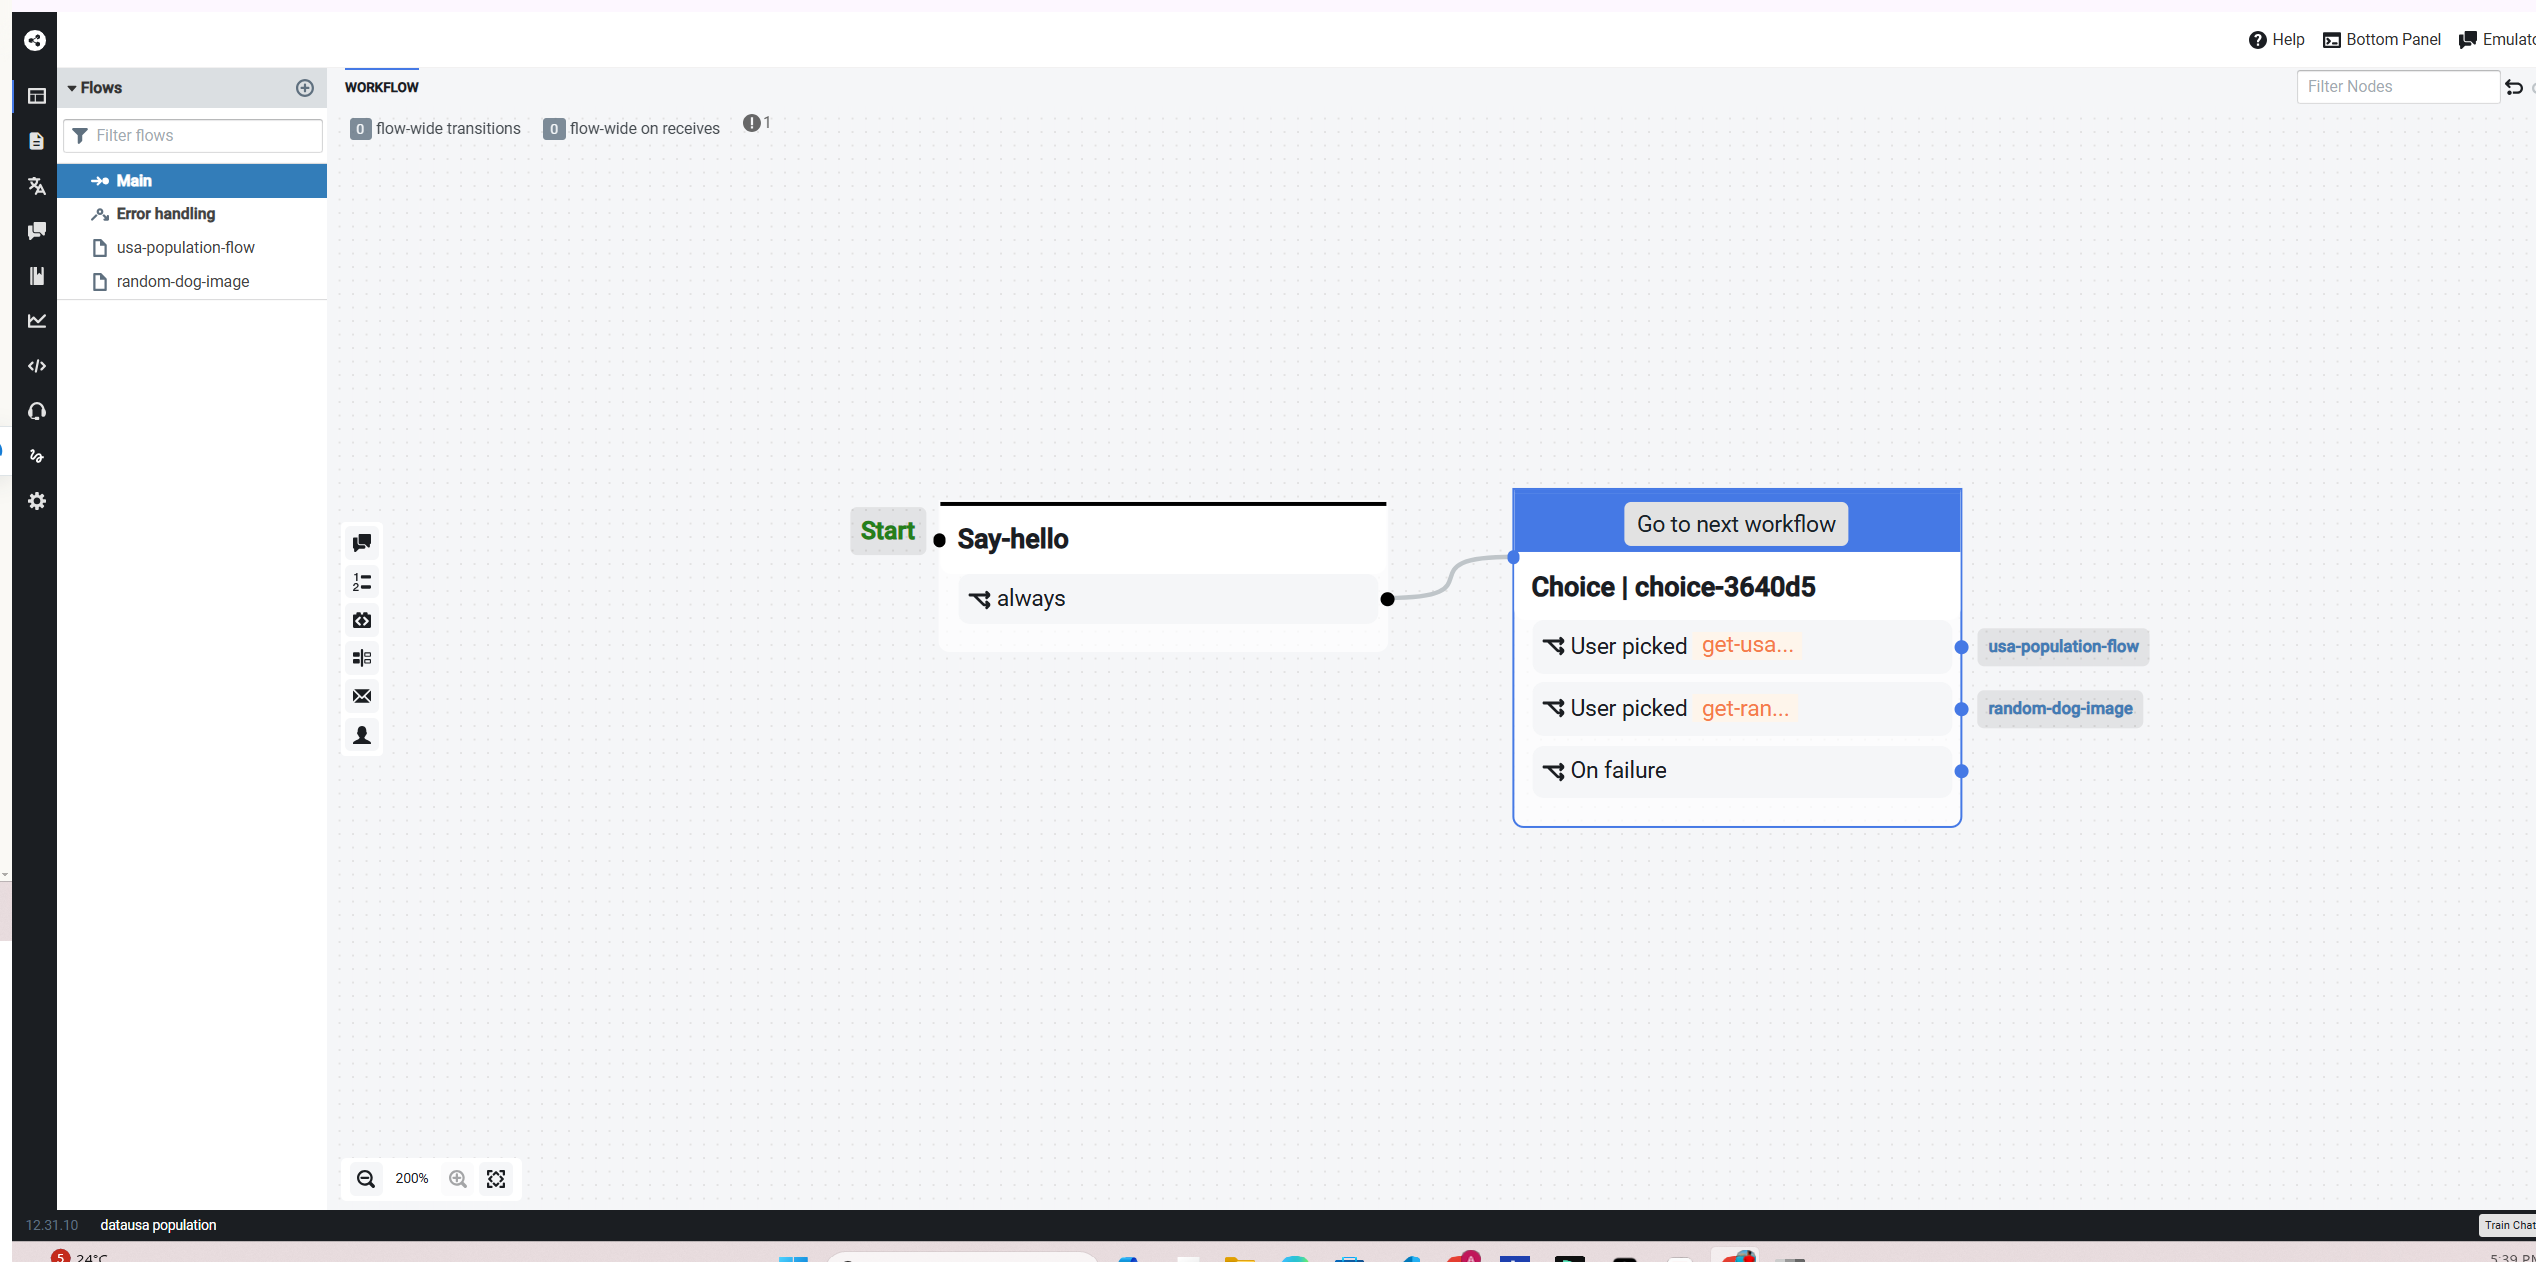 Help
Bottom Panel
Flows
WORKFLOW
Filter Nodes
Filter flows
0 flow-wide transitions
0 flow-wide on receives
1
Main
Error handling
usa-population-flow
random-dog-image
Start
Say-hello
always
Go to next workflow
Choice | choice-3640d5
User picked get-usa...
usa-population-flow
User picked get-ran...
random-dog-image
On failure
1
2
200%
12.31.10 datausa population
Train Chat
5
24°C
5:39 PM